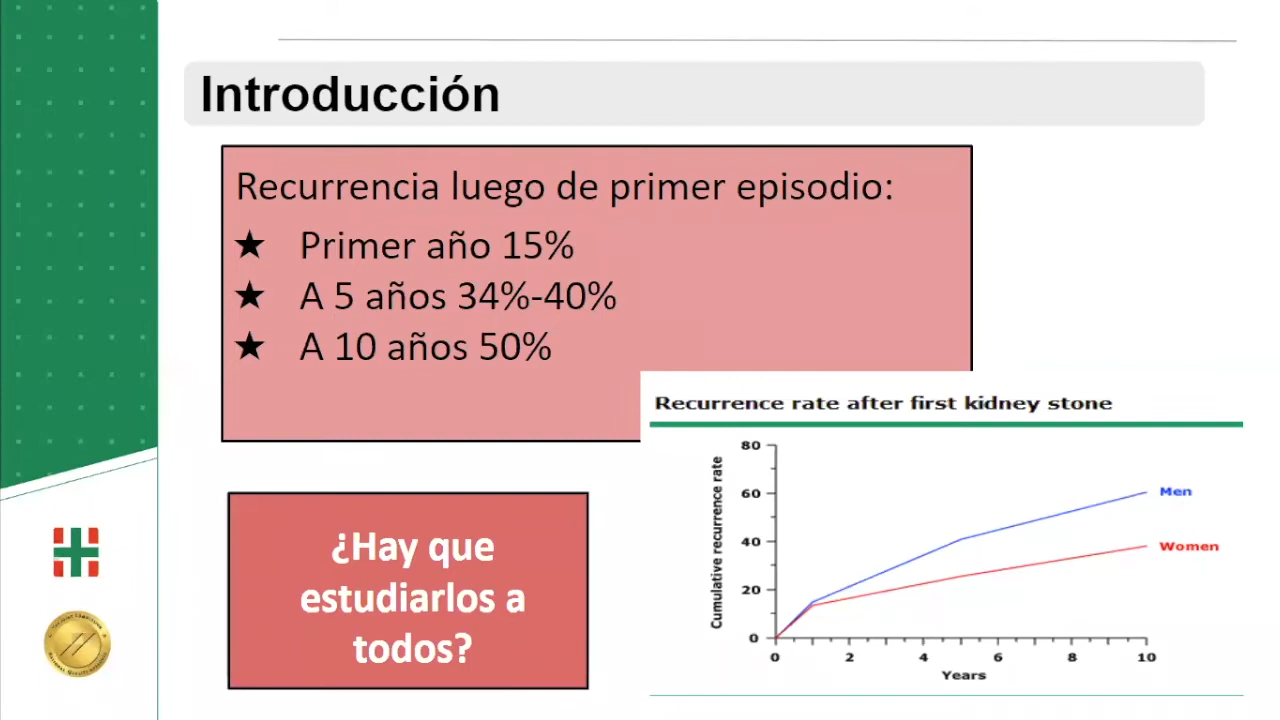 Introducción
Recurrencia luego de primer episodio:
★ Primer año 15%
★ A 5 años 34%-40%
★ A 10 años 50%
¿Hay que
estudiarlos a
todos?
Recurrence rate after first kidney stone
Cumulative recurrence rate
80
60
40
20
0
Men
Women
0 2 4 6 8 10
Years